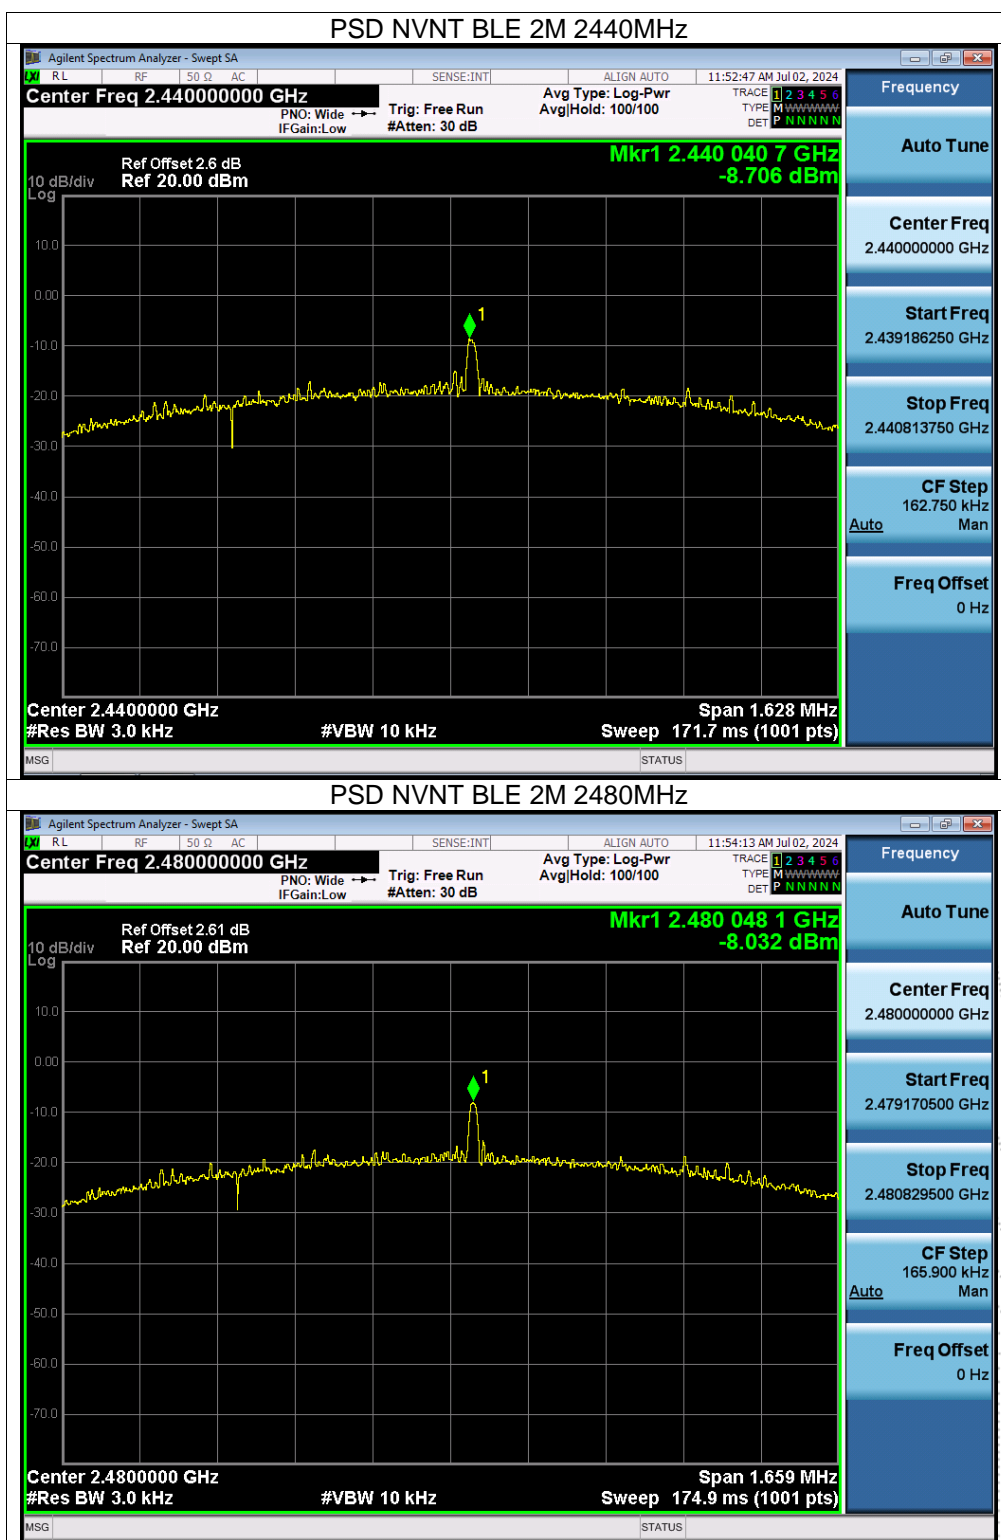 PSD NVNT BLE 2M 2440MHz
Agilent Spectrum Analyzer - Swept SA
LXI RL RF 50 Ω AC SENSE:INT ALIGN AUTO 11:52:47 AM Jul 02, 2024
Center Freq 2.440000000 GHz
PNO: Wide
IFGain:Low
Trig: Free Run
#Atten: 30 dB
Avg Type: Log-Pwr
Avg|Hold: 100/100
TRACE 1 2 3 4 5 6
TYPE M WWWWW
DET P N N N N N
Frequency
Mkr1 2.440 040 7 GHz
-8.706 dBm
Ref Offset 2.6 dB
10 dB/div Ref 20.00 dBm
Log
10.0
0.00
-10.0
-20.0
-30.0
-40.0
-50.0
-60.0
-70.0
1
Center 2.4400000 GHz Span 1.628 MHz
#Res BW 3.0 kHz #VBW 10 kHz Sweep 171.7 ms (1001 pts)
MSG STATUS
Auto Tune
Center Freq
2.440000000 GHz
Start Freq
2.439186250 GHz
Stop Freq
2.440813750 GHz
CF Step
162.750 kHz
Auto Man
Freq Offset
0 Hz
PSD NVNT BLE 2M 2480MHz
Agilent Spectrum Analyzer - Swept SA
LXI RL RF 50 Ω AC SENSE:INT ALIGN AUTO 11:54:13 AM Jul 02, 2024
Center Freq 2.480000000 GHz
PNO: Wide
IFGain:Low
Trig: Free Run
#Atten: 30 dB
Avg Type: Log-Pwr
Avg|Hold: 100/100
TRACE 1 2 3 4 5 6
TYPE M WWWWW
DET P N N N N N
Frequency
Mkr1 2.480 048 1 GHz
-8.032 dBm
Ref Offset 2.61 dB
10 dB/div Ref 20.00 dBm
Log
10.0
0.00
-10.0
-20.0
-30.0
-40.0
-50.0
-60.0
-70.0
1
Center 2.4800000 GHz Span 1.659 MHz
#Res BW 3.0 kHz #VBW 10 kHz Sweep 174.9 ms (1001 pts)
MSG STATUS
Auto Tune
Center Freq
2.480000000 GHz
Start Freq
2.479170500 GHz
Stop Freq
2.480829500 GHz
CF Step
165.900 kHz
Auto Man
Freq Offset
0 Hz